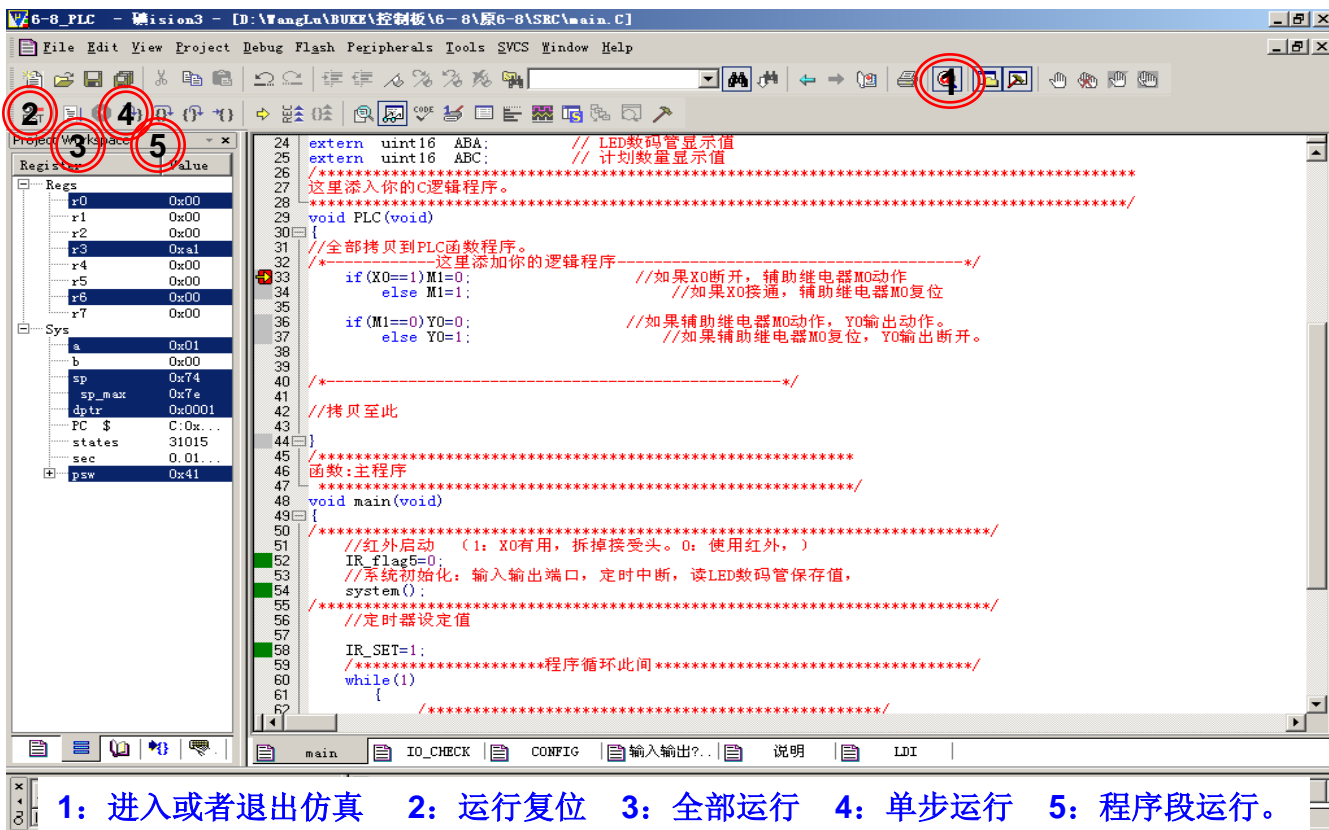 6-8_PLC - 礦ision3 - [D:\WangLu\BUKE\控制板\6-8\原6-8\SRC\main.C]
File Edit View Project Debug Flash Peripherals Tools SVCS Window Help
1
2 4
3 5
Project Workspace
Register Value
Regs
r0 0x00
r1 0x00
r2 0x00
r3 0xa1
r4 0x00
r5 0x00
r6 0x00
r7 0x00
Sys
a 0x01
b 0x00
sp 0x74
sp_max 0x7e
dptr 0x0001
PC $ C:0x...
states 31015
sec 0.01...
psw 0x41
24 extern uint16 ABA; // LED数码管显示值
25 extern uint16 ABC; // 计划数量显示值
26 /******************************************************************************************
27 这里添入你的C逻辑程序。
28 ******************************************************************************************/
29 void PLC(void)
30 {
31 //全部拷贝到PLC函数程序。
32 /*------------这里添加你的逻辑程序--------------------------------------*/
33 if(X0==1)M1=0; //如果X0断开，辅助继电器M0动作
34 else M1=1; //如果X0接通，辅助继电器M0复位
35
36 if(M1==0)Y0=0; //如果辅助继电器M0动作，Y0输出动作。
37 else Y0=1; //如果辅助继电器M0复位，Y0输出断开。
38
39
40 /*--------------------------------------------------*/
41
42 //拷贝至此
43
44 }
45 /***********************************************************
46 函数:主程序
47 ***********************************************************/
48 void main(void)
49 {
50 /**************************************************************************/
51 //红外启动 （1：X0有用，拆掉接受头。0：使用红外，）
52 IR_flag5=0;
53 //系统初始化：输入输出端口，定时中断，读LED数码管保存值，
54 system();
55 /**************************************************************************/
56 //定时器设定值
57
58 IR_SET=1;
59 /*********************程序循环此间***********************************/
60 while(1)
61 {
62 /**************************************************/
main IO_CHECK CONFIG 输入输出?.. 说明 LDI
1：进入或者退出仿真 2：运行复位 3：全部运行 4：单步运行 5：程序段运行。